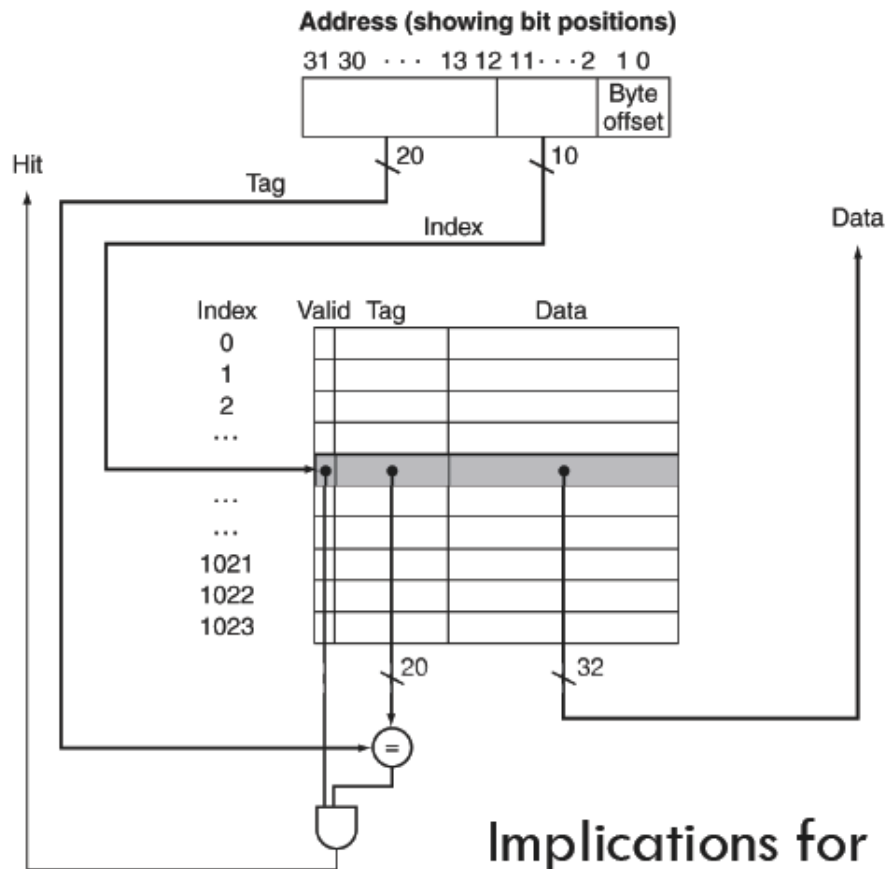 Address (showing bit positions)
31 30 · · · 13 12 11 · · · 2 1 0
Byte
offset
20
10
Hit
Tag
Data
Index
Index Valid Tag Data
0
1
2
...
...
...
1021
1022
1023
20
32
=
Implications for